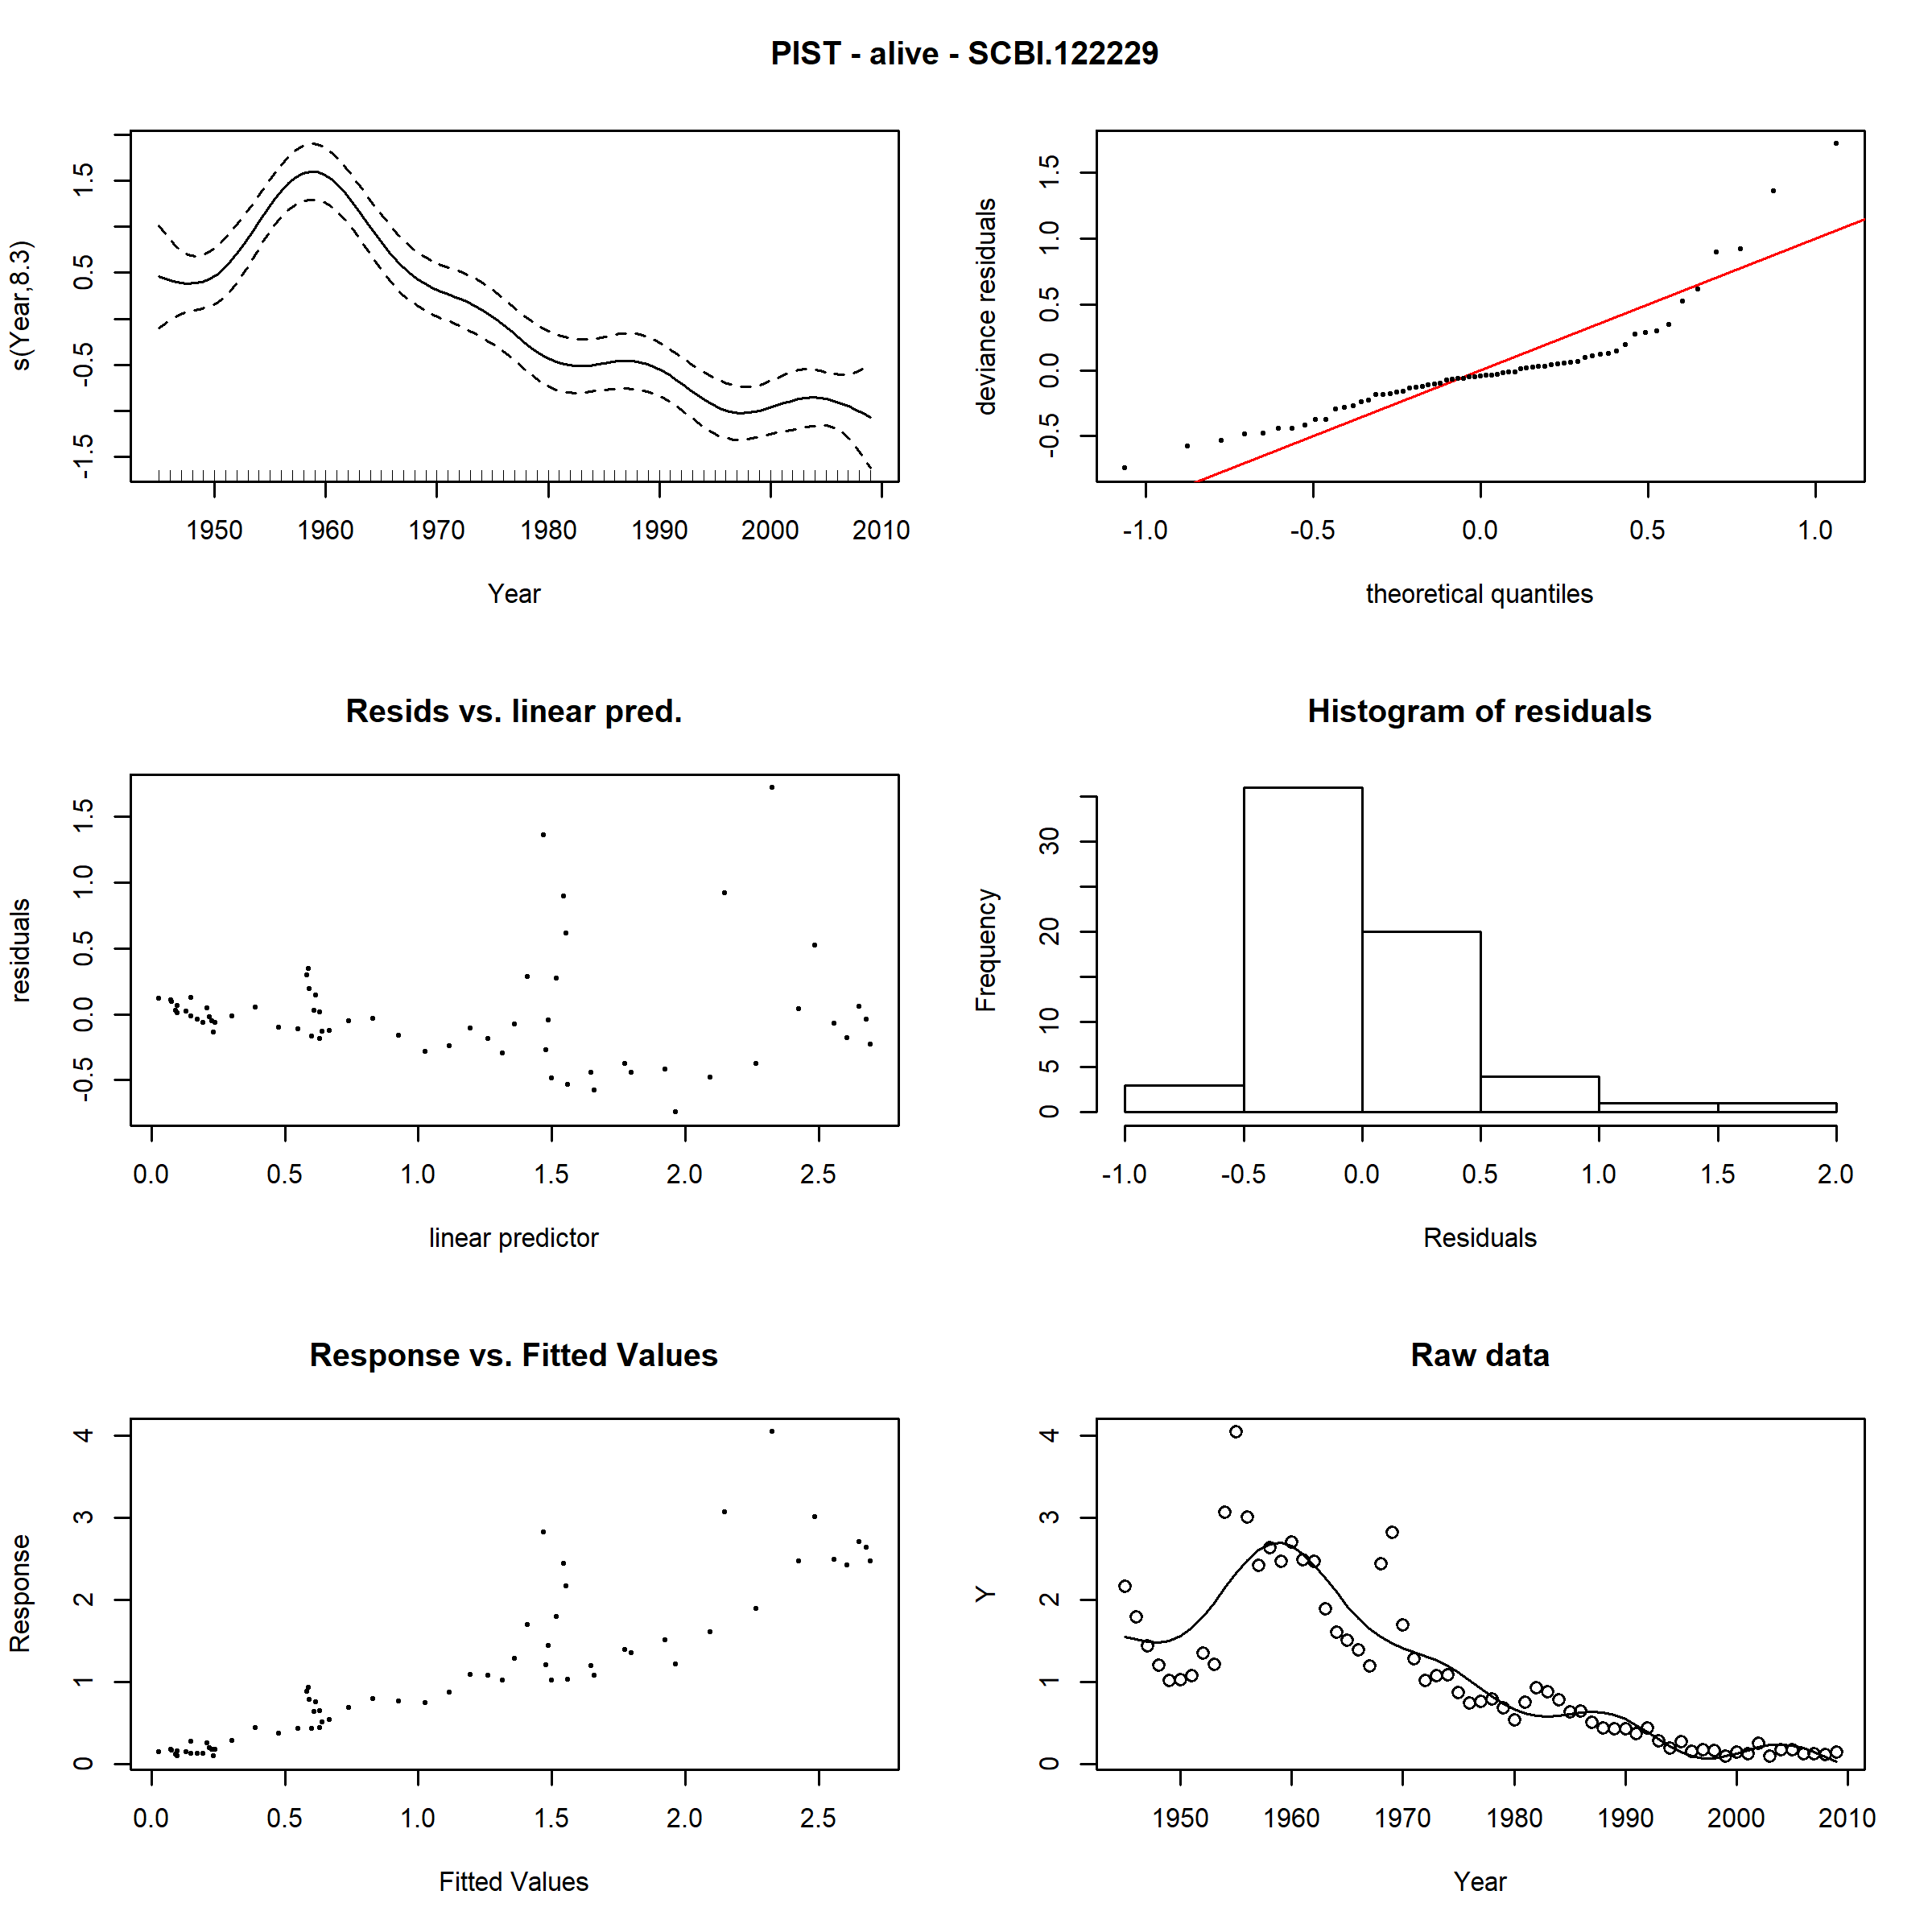 PIST - alive - SCBI.122229
s(Year,8.3)
-1.5 -0.5 0.5 1.5
1950 1960 1970 1980 1990 2000 2010
Year
deviance residuals
-0.5 0.0 0.5 1.0 1.5
-1.0 -0.5 0.0 0.5 1.0
theoretical quantiles
Resids vs. linear pred.
residuals
-0.5 0.0 0.5 1.0 1.5
0.0 0.5 1.0 1.5 2.0 2.5
linear predictor
Histogram of residuals
Frequency
0 5 10 20 30
-1.0 -0.5 0.0 0.5 1.0 1.5 2.0
Residuals
Response vs. Fitted Values
Response
0 1 2 3 4
0.0 0.5 1.0 1.5 2.0 2.5
Fitted Values
Raw data
Y
0 1 2 3 4
1950 1960 1970 1980 1990 2000 2010
Year